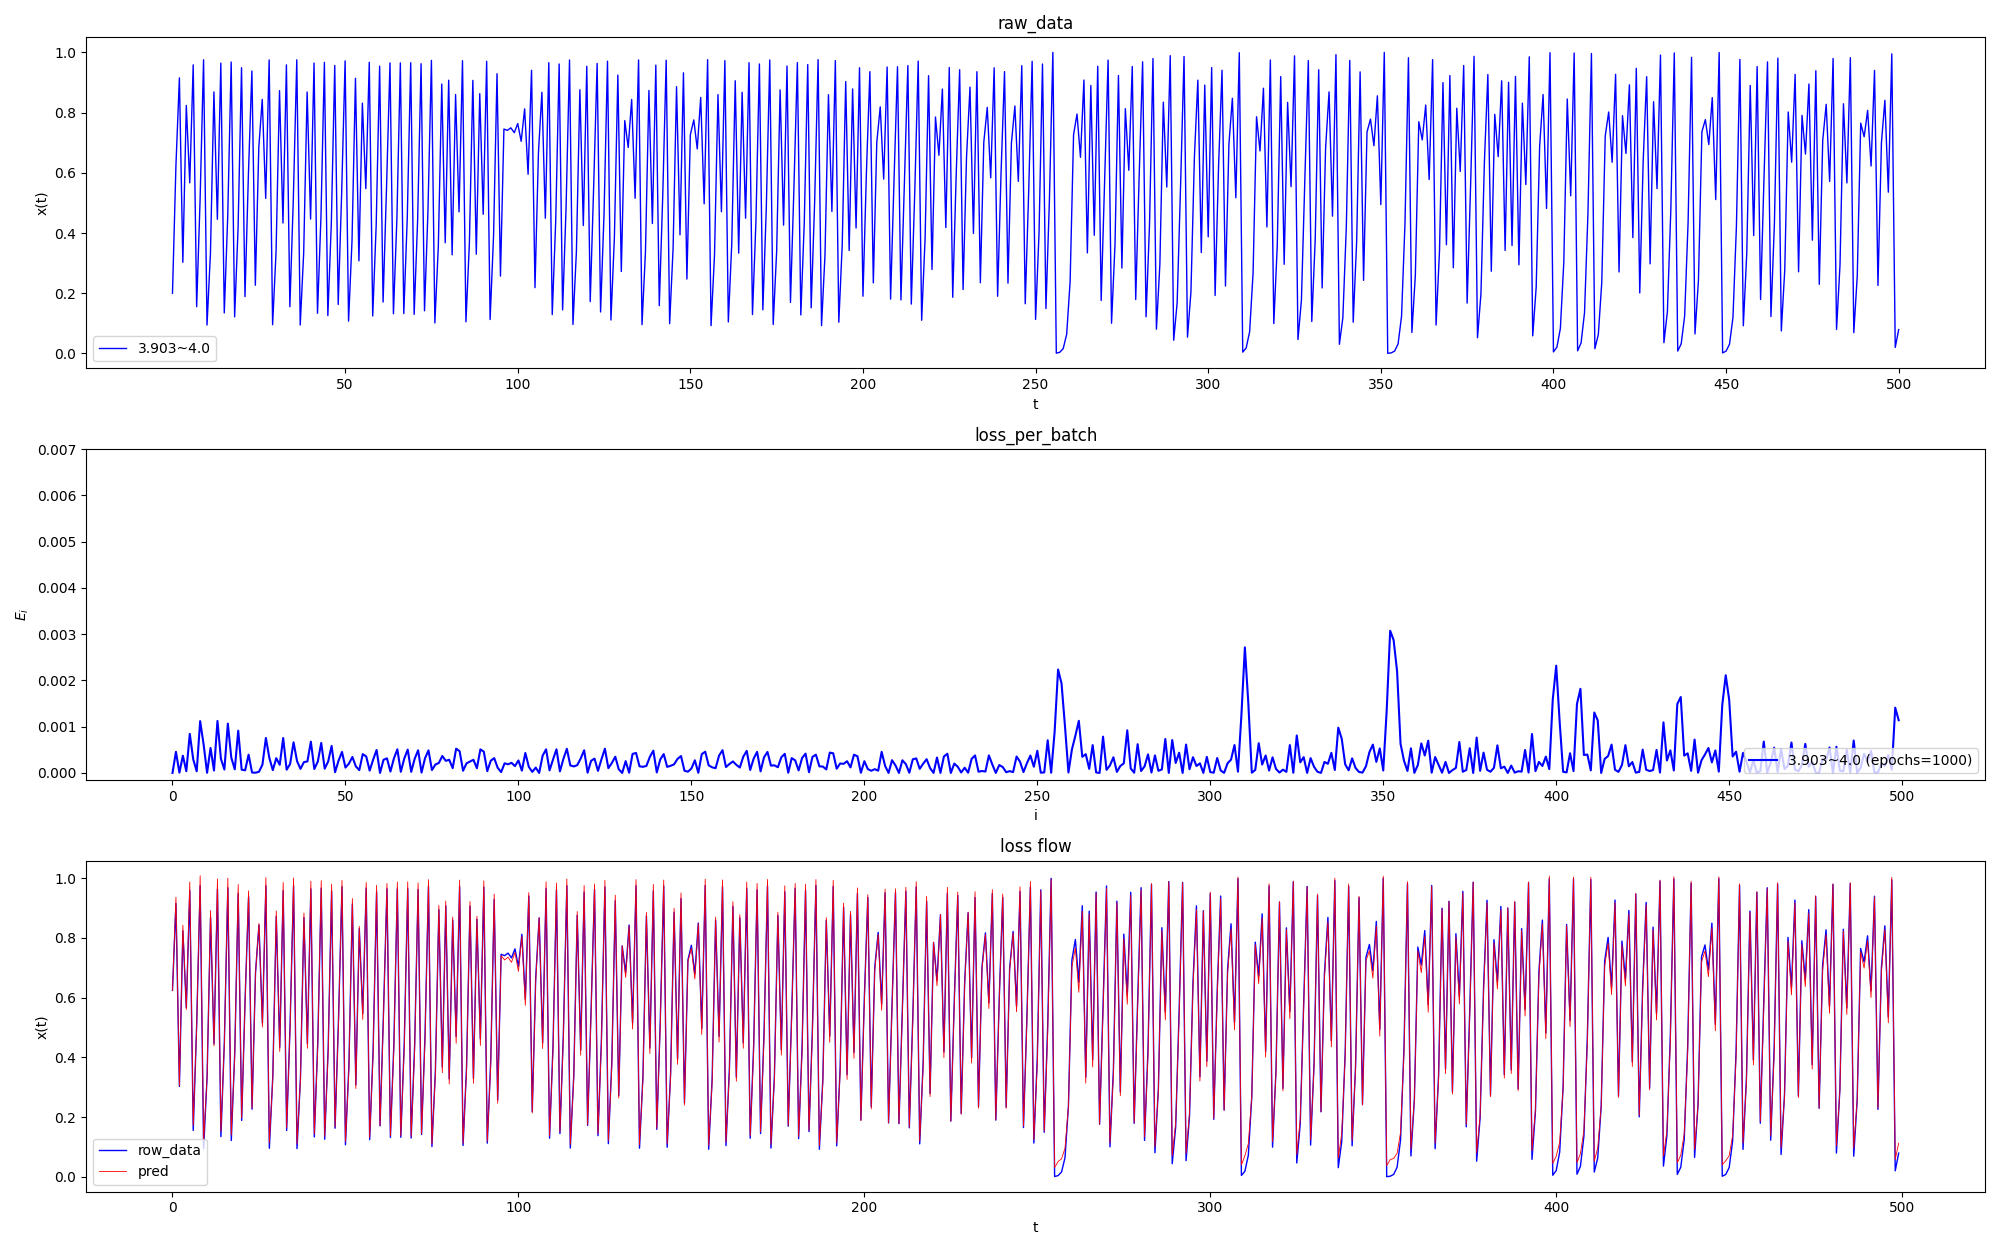 raw_data
1.0
0.8
0.6
0.4
0.2
0.0
x(t)
3.903~4.0
50 100 150 200 250 300 350 400 450 500
t
loss_per_batch
0.007
0.006
0.005
0.004
0.003
0.002
0.001
0.000
E_i
3.903~4.0 (epochs=1000)
0 50 100 150 200 250 300 350 400 450 500
i
loss flow
1.0
0.8
0.6
0.4
0.2
0.0
x(t)
row_data
pred
0 100 200 300 400 500
t